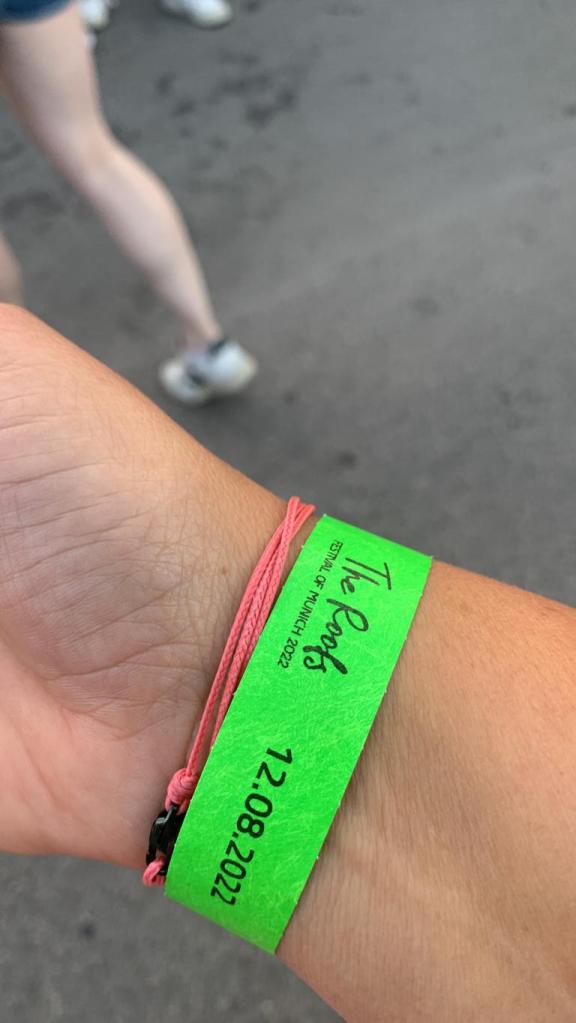 The Roofs
FESTIVAL OF MUNICH 2022
12.08.2022